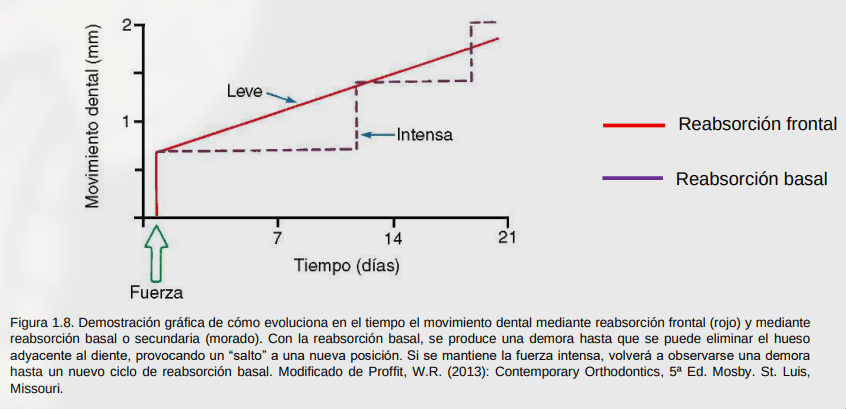 Movimiento dental (mm)
2
1
Leve
Intensa
7
14
21
Tiempo (días)
Fuerza
Reabsorción frontal
Reabsorción basal
Figura 1.8. Demostración gráfica de cómo evoluciona en el tiempo el movimiento dental mediante reabsorción frontal (rojo) y mediante
reabsorción basal o secundaria (morado). Con la reabsorción basal, se produce una demora hasta que se puede eliminar el hueso
adyacente al diente, provocando un “salto” a una nueva posición. Si se mantiene la fuerza intensa, volverá a observarse una demora
hasta un nuevo ciclo de reabsorción basal. Modificado de Proffit, W.R. (2013): Contemporary Orthodontics, 5ª Ed. Mosby. St. Luis,
Missouri.